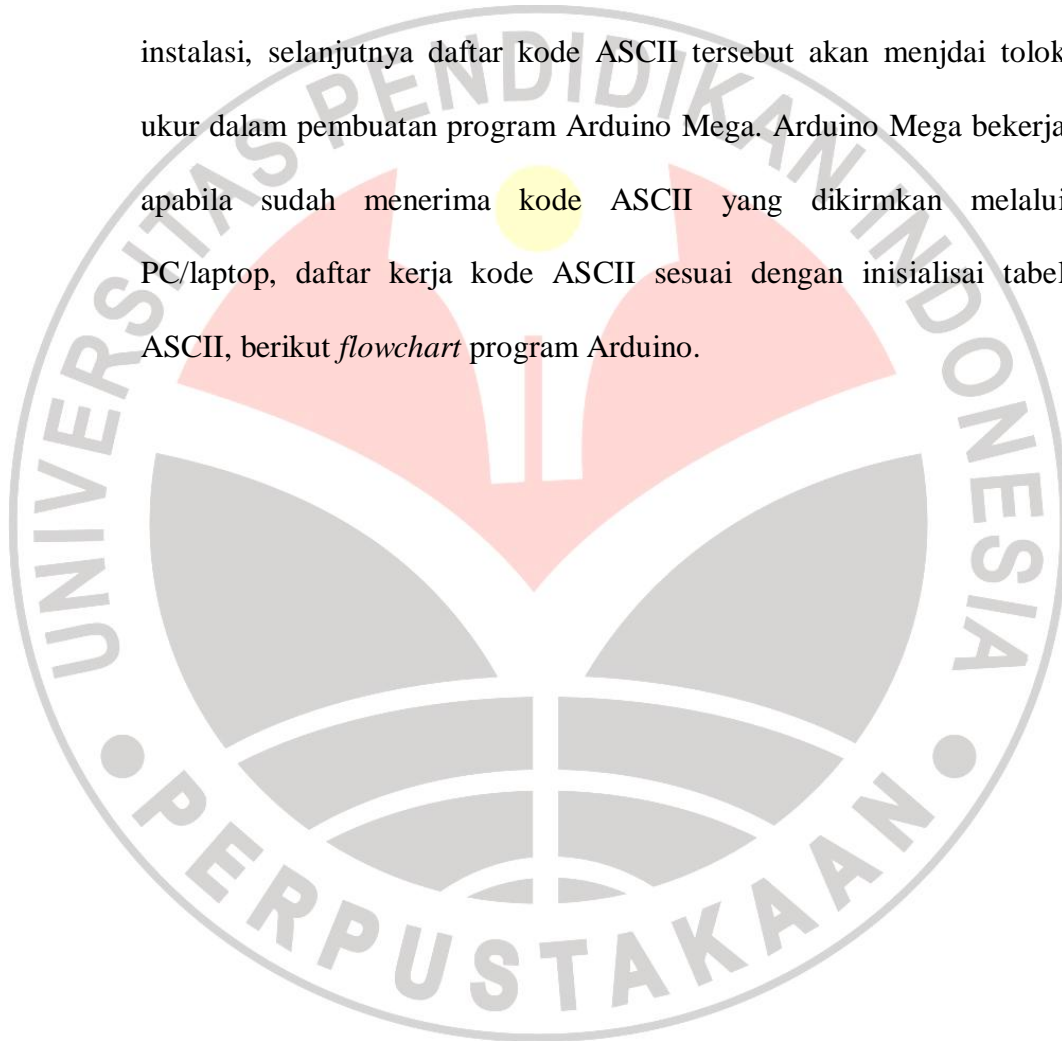 instalasi, selanjutnya daftar kode ASCII tersebut akan menjdai tolok
ukur dalam pembuatan program Arduino Mega. Arduino Mega bekerja
apabila sudah menerima kode ASCII yang dikirmkan melalui
PC/laptop, daftar kerja kode ASCII sesuai dengan inisialisai tabel
ASCII, berikut flowchart program Arduino.
UNIVERSITAS PENDIDIKAN INDONESIA
PERPUSTAKAAN